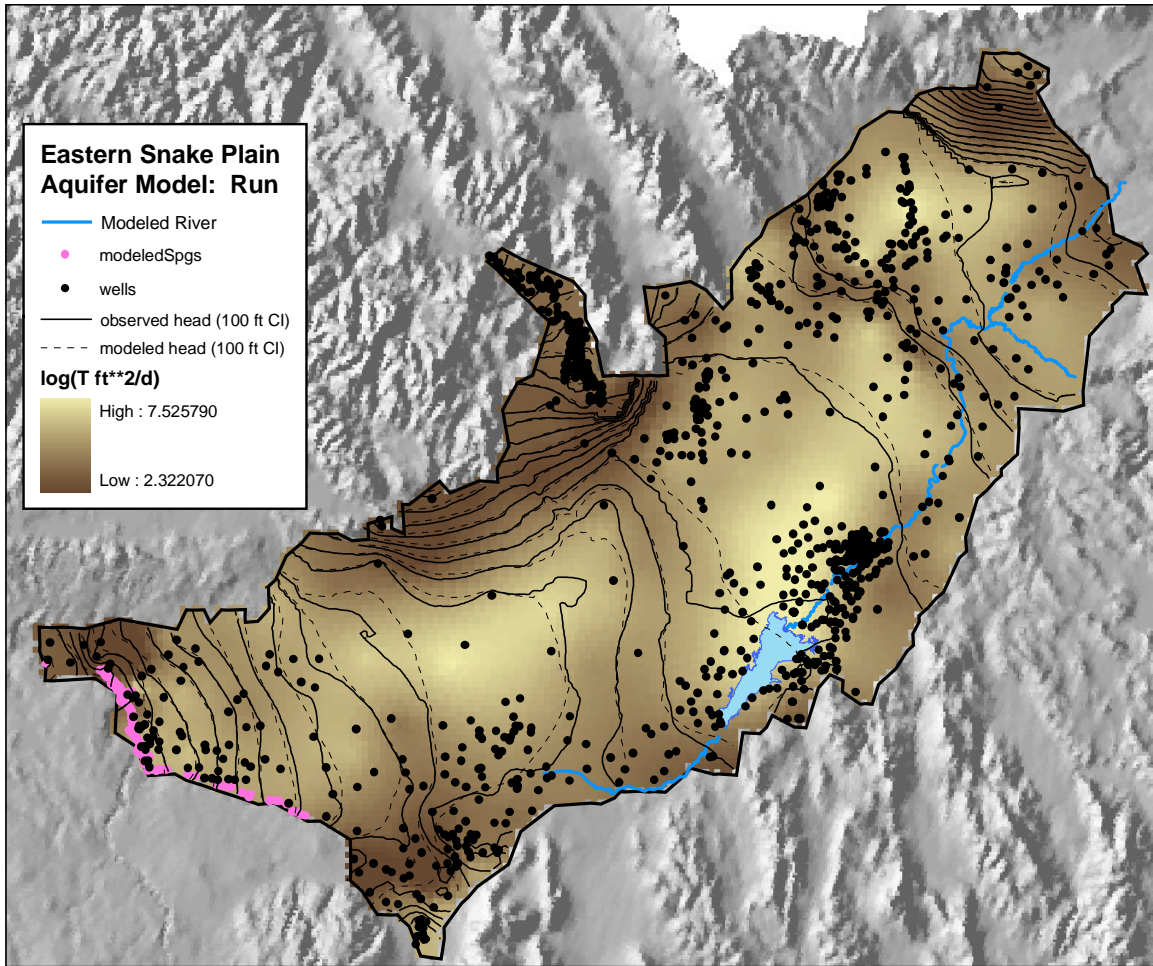 Eastern Snake Plain
Aquifer Model: Run
Modeled River
modeledSpgs
wells
observed head (100 ft CI)
modeled head (100 ft CI)
log(T ft**2/d)
High : 7.525790
Low : 2.322070